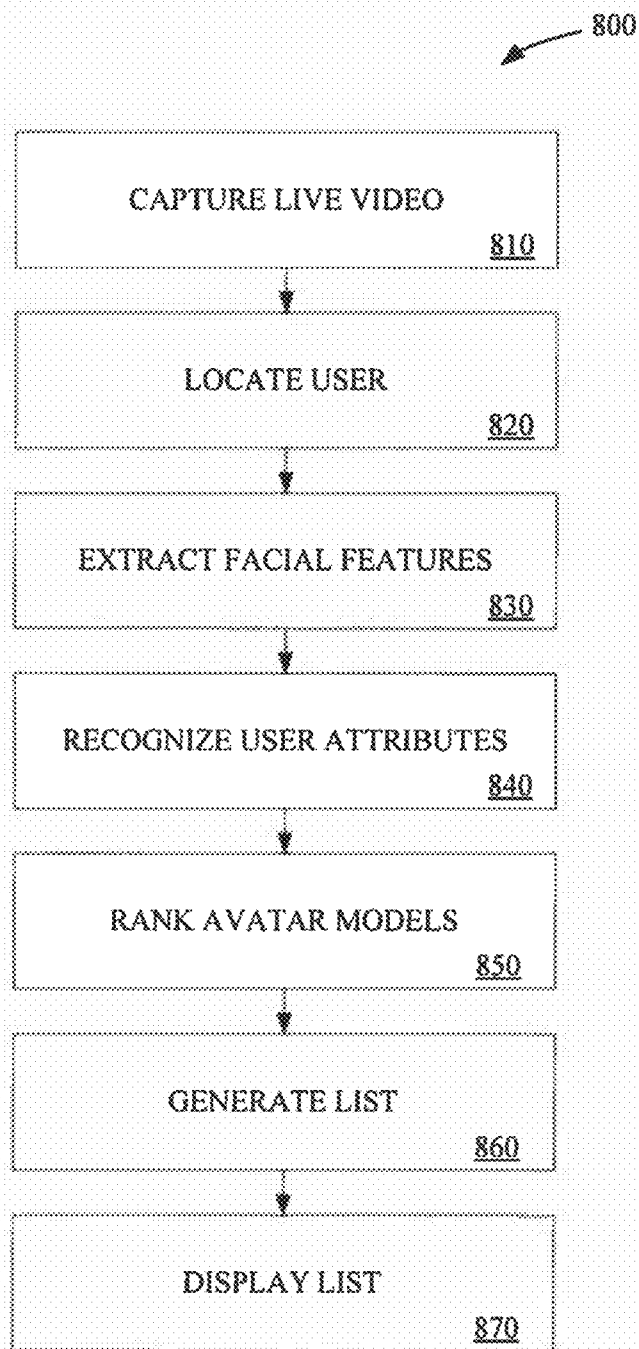 800
CAPTURE LIVE VIDEO
810
LOCATE USER
820
EXTRACT FACIAL FEATURES
830
RECOGNIZE USER ATTRIBUTES
840
RANK AVATAR MODELS
850
GENERATE LIST
860
DISPLAY LIST
870